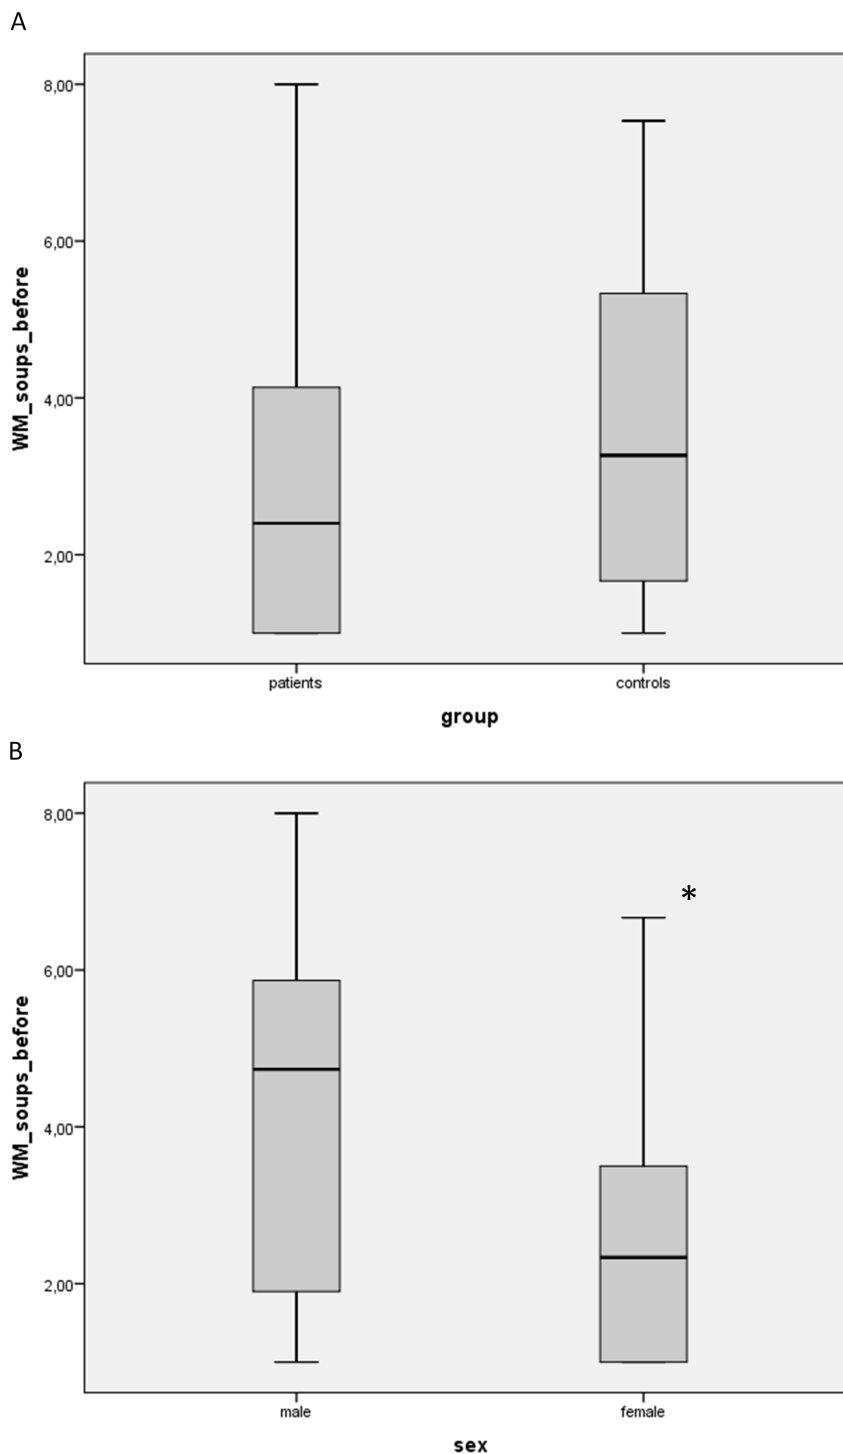 A
8,00
6,00
4,00
2,00
WM_soups_before
patients controls
group
B
8,00
*
6,00
4,00
2,00
WM_soups_before
male female
sex